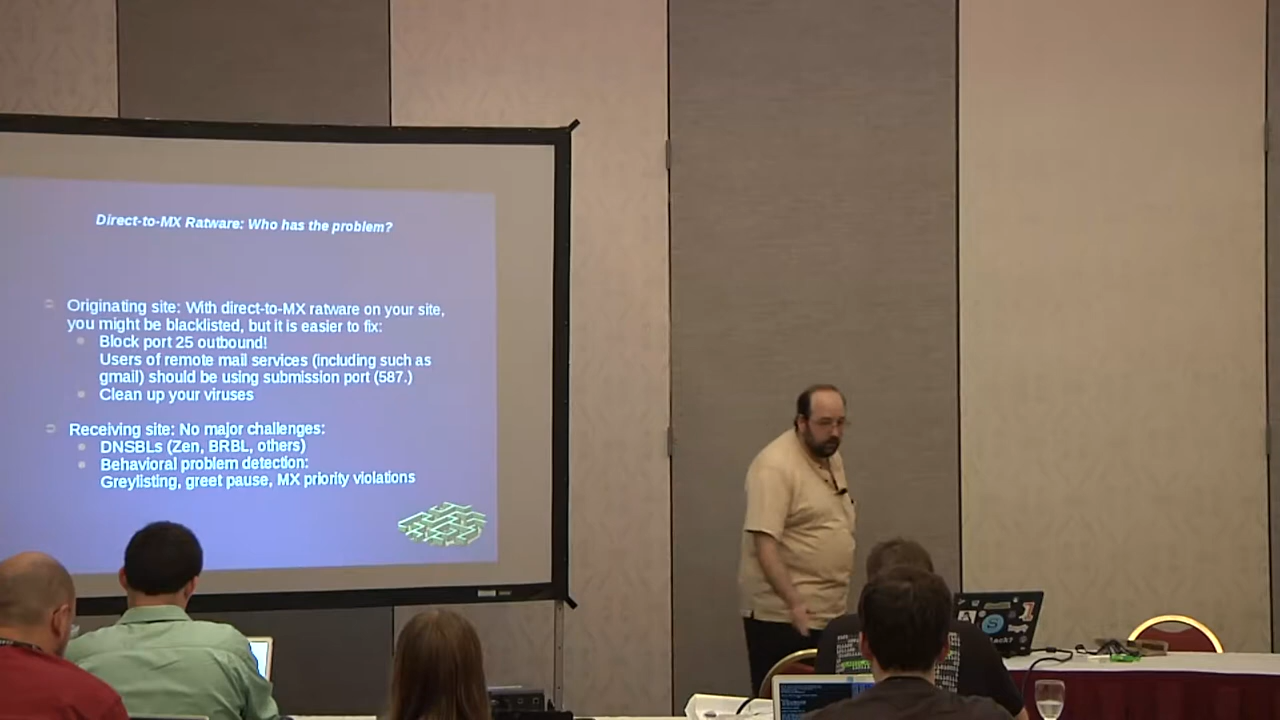 Direct-to-MX Ratware: Who has the problem?
Originating site: With direct-to-MX ratware on your site,
you might be blacklisted, but it is easier to fix:
Block port 25 outbound!
Users of remote mail services (including such as
gmail) should be using submission port (587.)
Clean up your viruses
Receiving site: No major challenges:
DNSBLs (Zen, BRBL, others)
Behavioral problem detection:
Greylisting, greet pause, MX priority violations